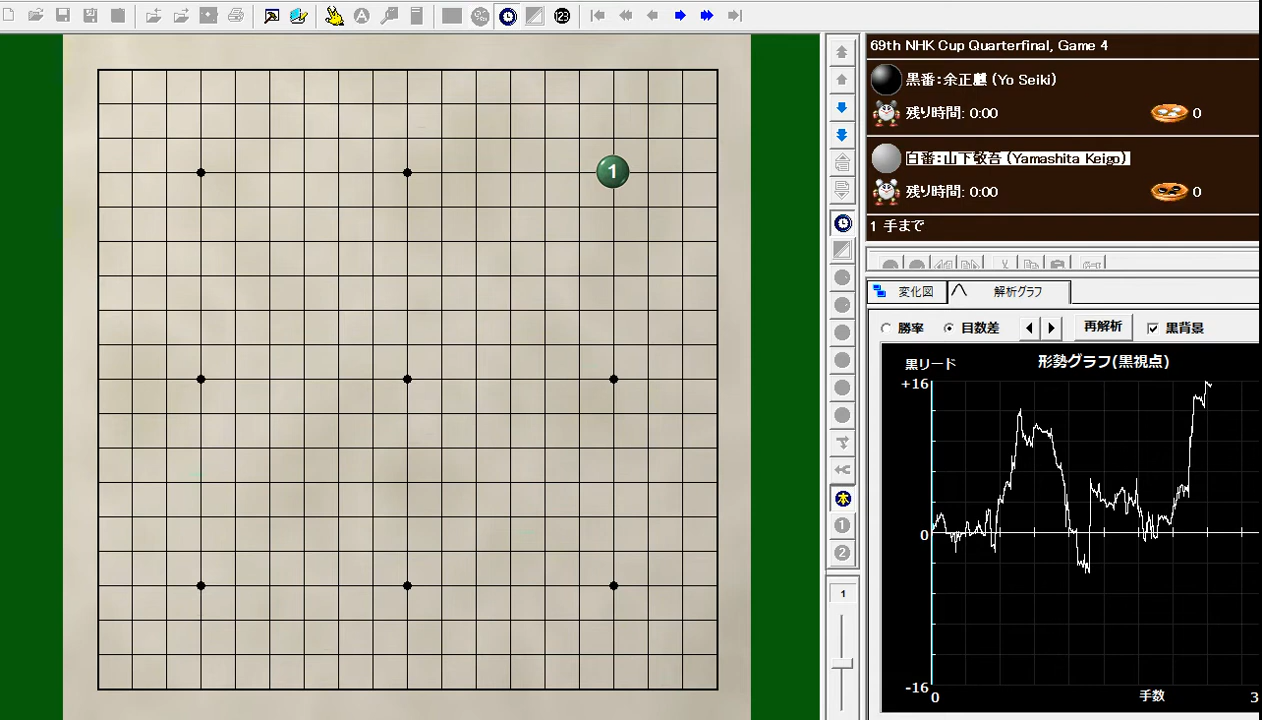 69th NHK Cup Quarterfinal, Game 4
黒番:余正麒 (Yo Seiki)
残り時間: 0:00
0
白番:山下敬吾 (Yamashita Keigo)
残り時間: 0:00
0
1 手まで
1
変化図
解析グラフ
勝率
目数差
再解析
黒背景
黒リード
形勢グラフ(黒視点)
+16
0
-16
0
手数
3
1
2
1
123
A